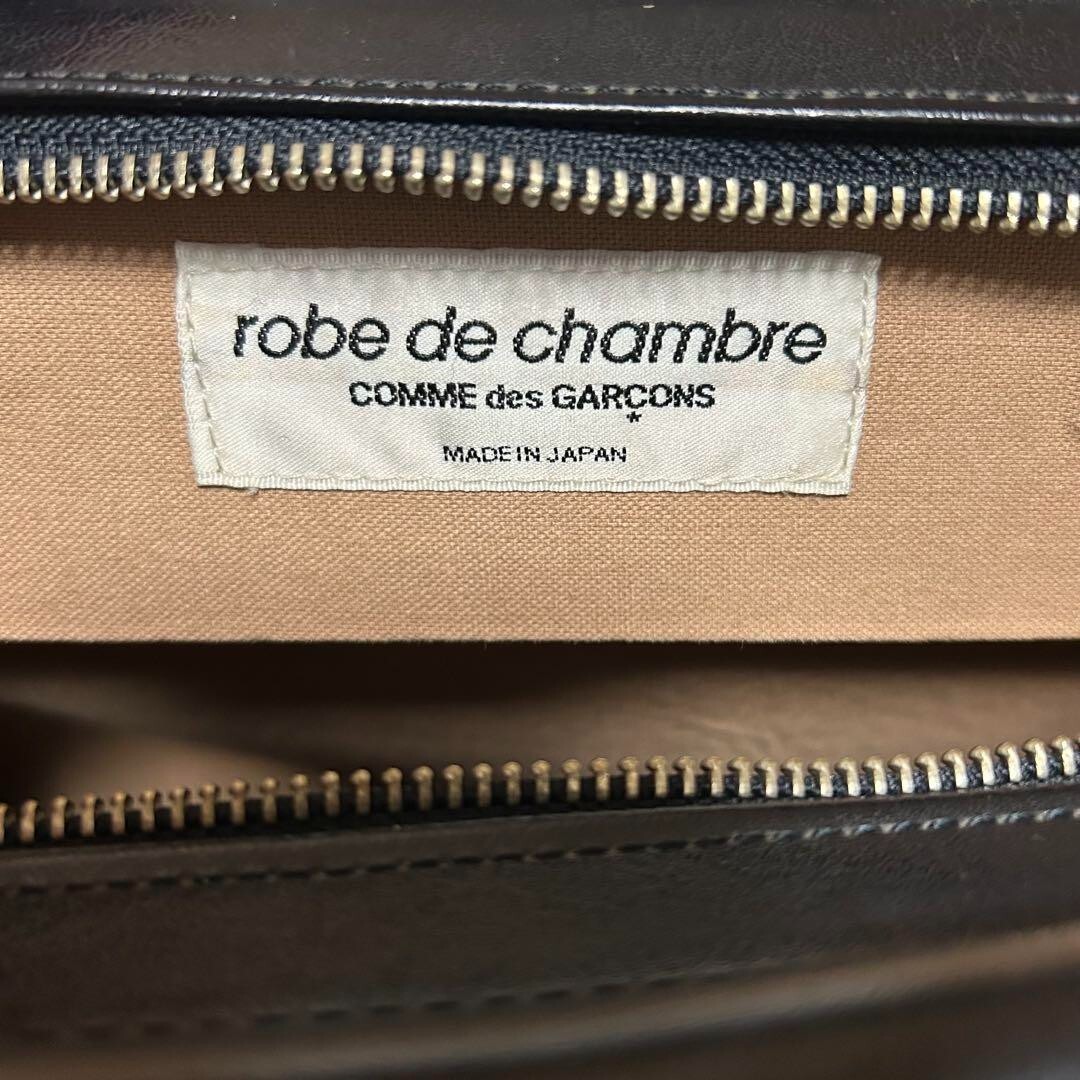 robe de chambre
COMME des GARÇONS
*
MADE IN JAPAN